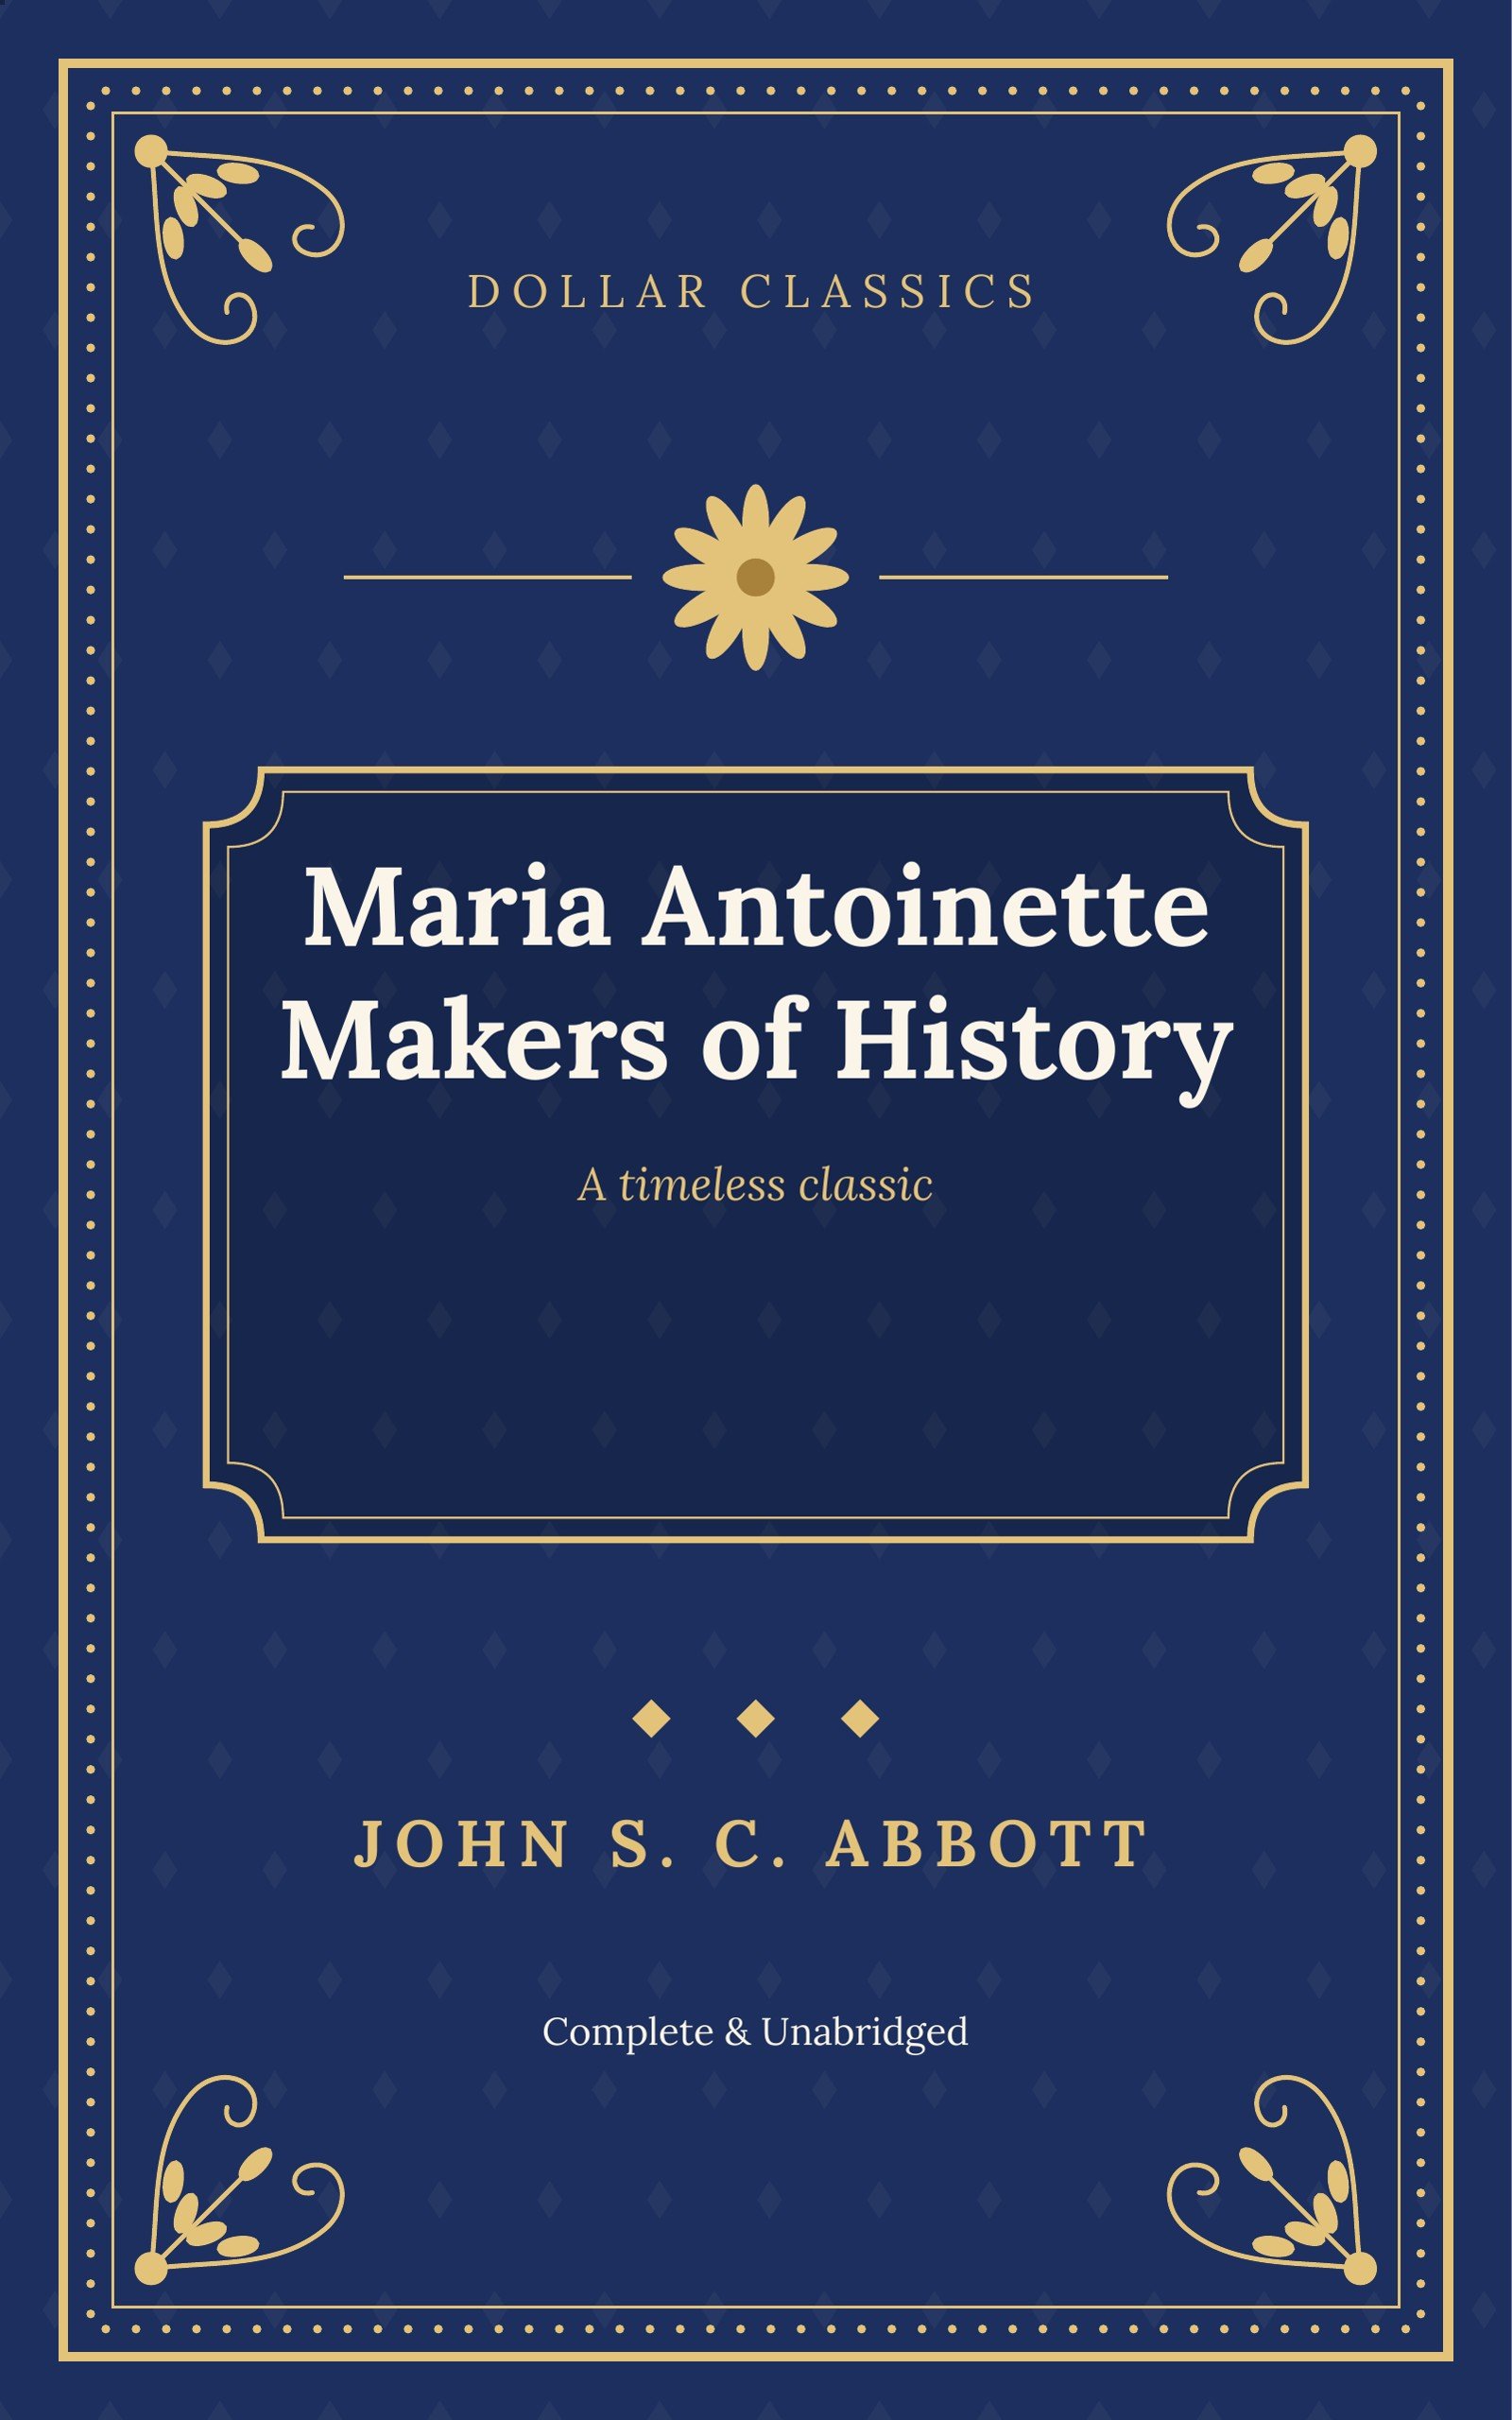 DOLLAR CLASSICS
Maria Antoinette
Makers of History
A timeless classic
JOHN S. C. ABBOTT
Complete & Unabridged